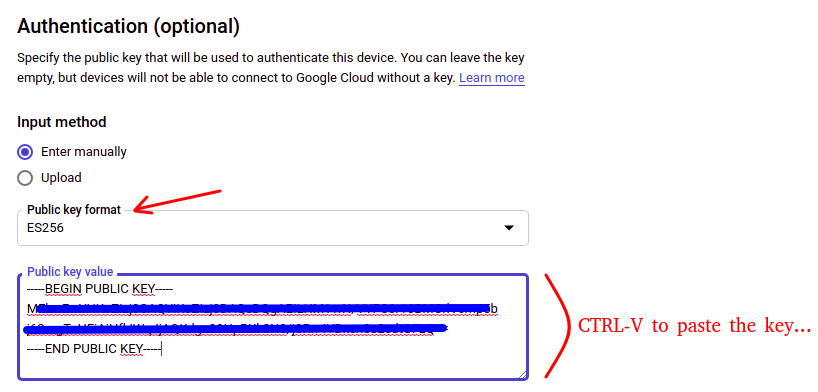 Authentication (optional)
Specify the public key that will be used to authenticate this device. You can leave the key
empty, but devices will not be able to connect to Google Cloud without a key. Learn more
Input method
Enter manually
Upload
Public key format
ES256
Public key value
-----BEGIN PUBLIC KEY-----
-----END PUBLIC KEY-----
CTRL-V to paste the key...